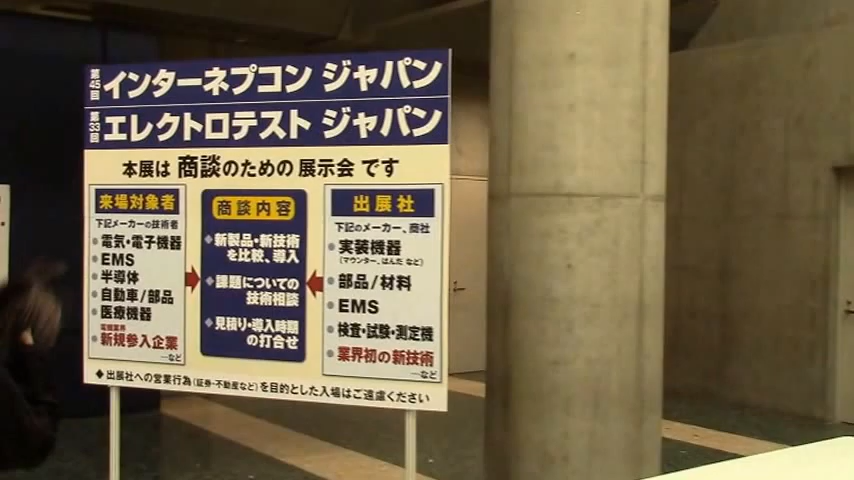 第45回 インターネプコン ジャパン
第33回 エレクトロテスト ジャパン
本展は 商談のための 展示会 です
来場対象者
下記メーカーの技術者
電気・電子機器
EMS
半導体
自動車/部品
医療機器
電機業界
新規参入企業
…など
商談内容
新製品・新技術
を比較、導入
課題についての
技術相談
見積り・導入時期
の打合せ
出展社
下記のメーカー、商社
実装機器
(マウンター、はんだ など)
部品/材料
EMS
検査・試験・測定機
業界初の新技術
…など
◆出展社への営業行為(証券・不動産など)を目的とした入場はご遠慮ください